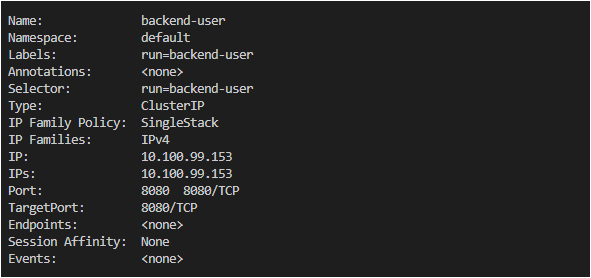 Name: backend-user
Namespace: default
Labels: run=backend-user
Annotations: <none>
Selector: run=backend-user
Type: ClusterIP
IP Family Policy: SingleStack
IP Families: IPv4
IP: 10.100.99.153
IPs: 10.100.99.153
Port: 8080 8080/TCP
TargetPort: 8080/TCP
Endpoints: <none>
Session Affinity: None
Events: <none>